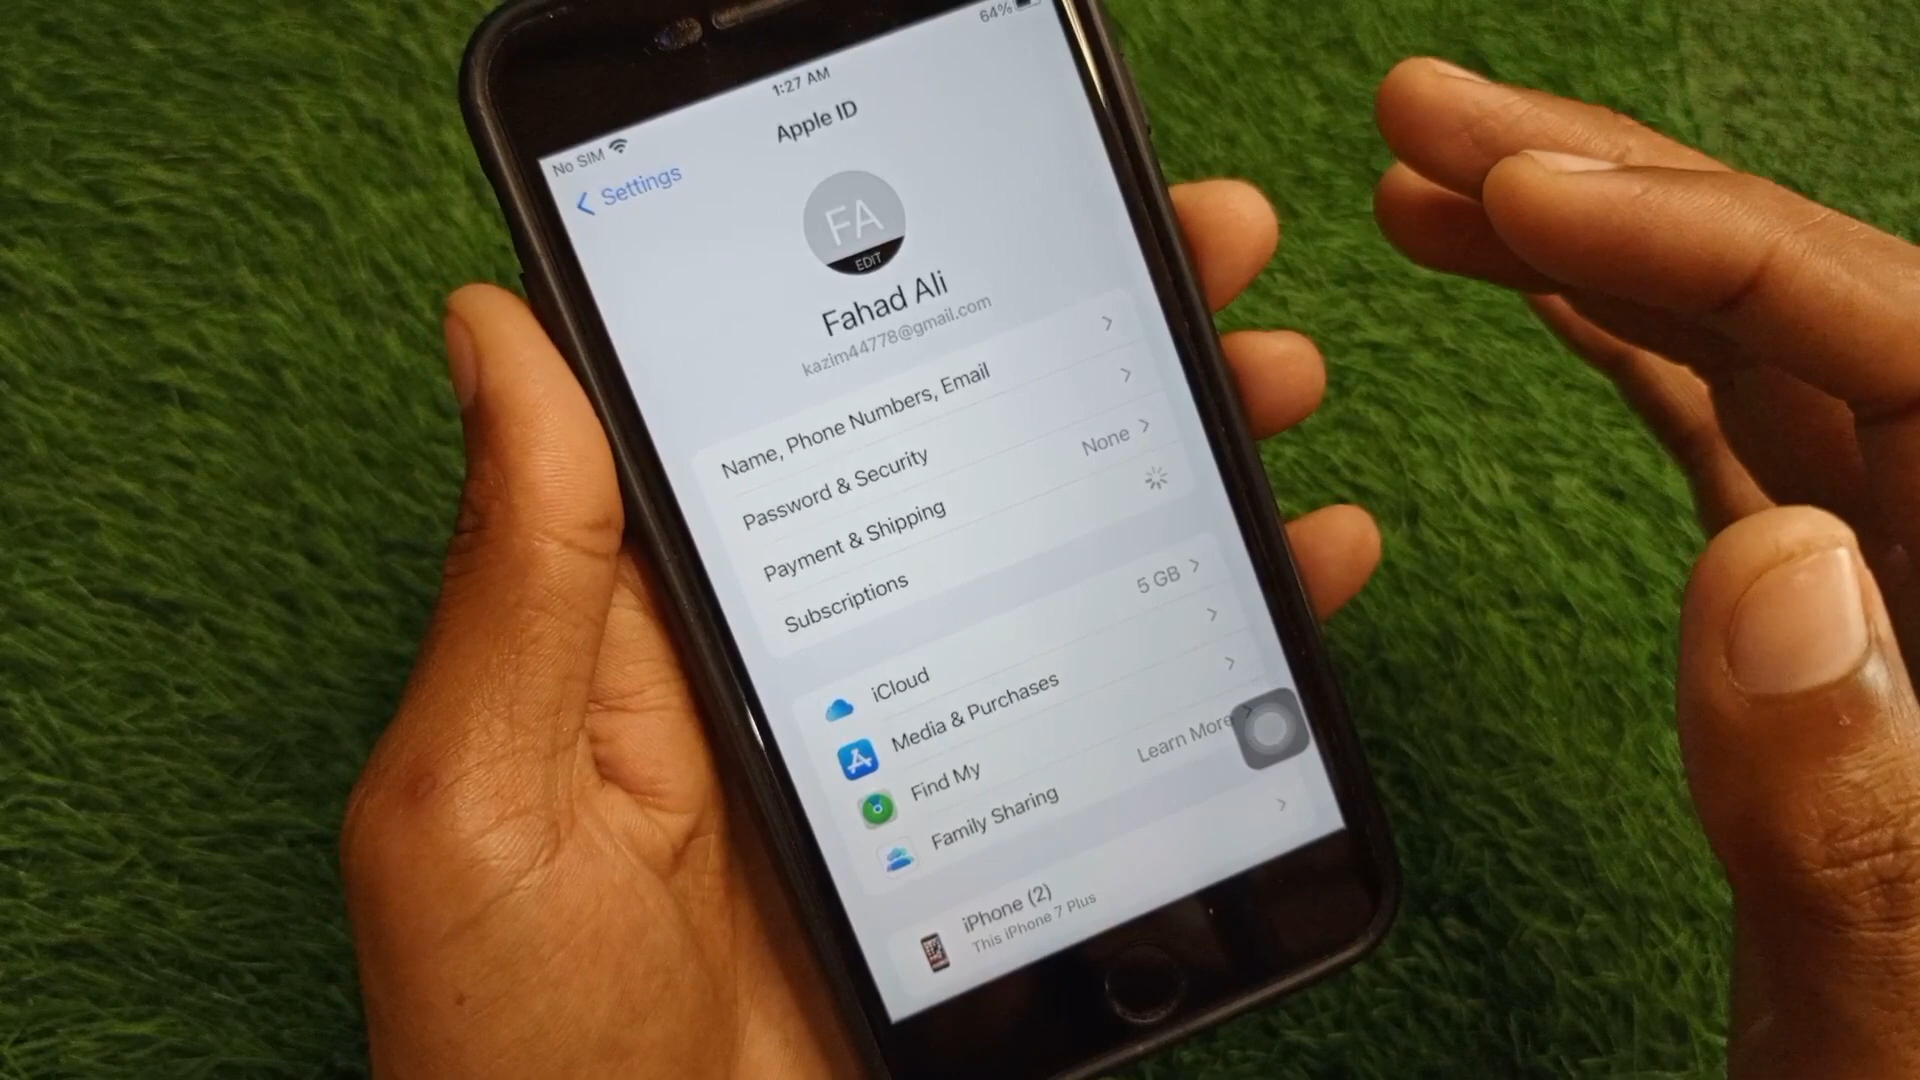 64%
1:27 AM
No SIM
Apple ID
Settings
FA
EDIT
Fahad Ali
kazim44778@gmail.com
Name, Phone Numbers, Email
Password & Security
Payment & Shipping None
Subscriptions
iCloud 5 GB
Media & Purchases
Find My
Family Sharing Learn More
iPhone (2)
This iPhone 7 Plus